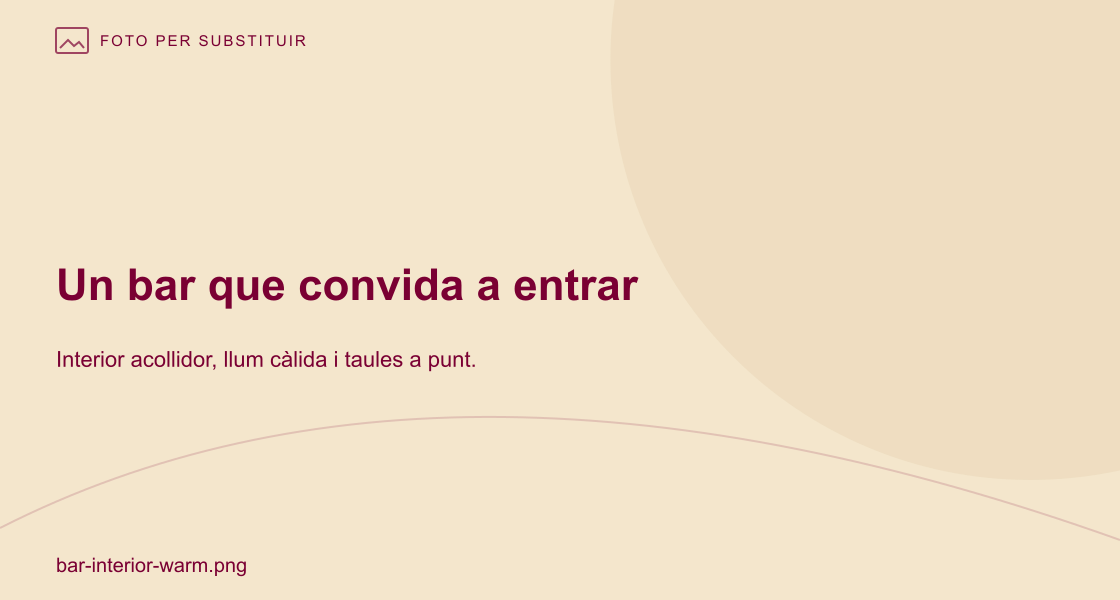 FOTO PER SUBSTITUIR
Un bar que convida a entrar
Interior acollidor, llum càlida i taules a punt.
bar-interior-warm.png